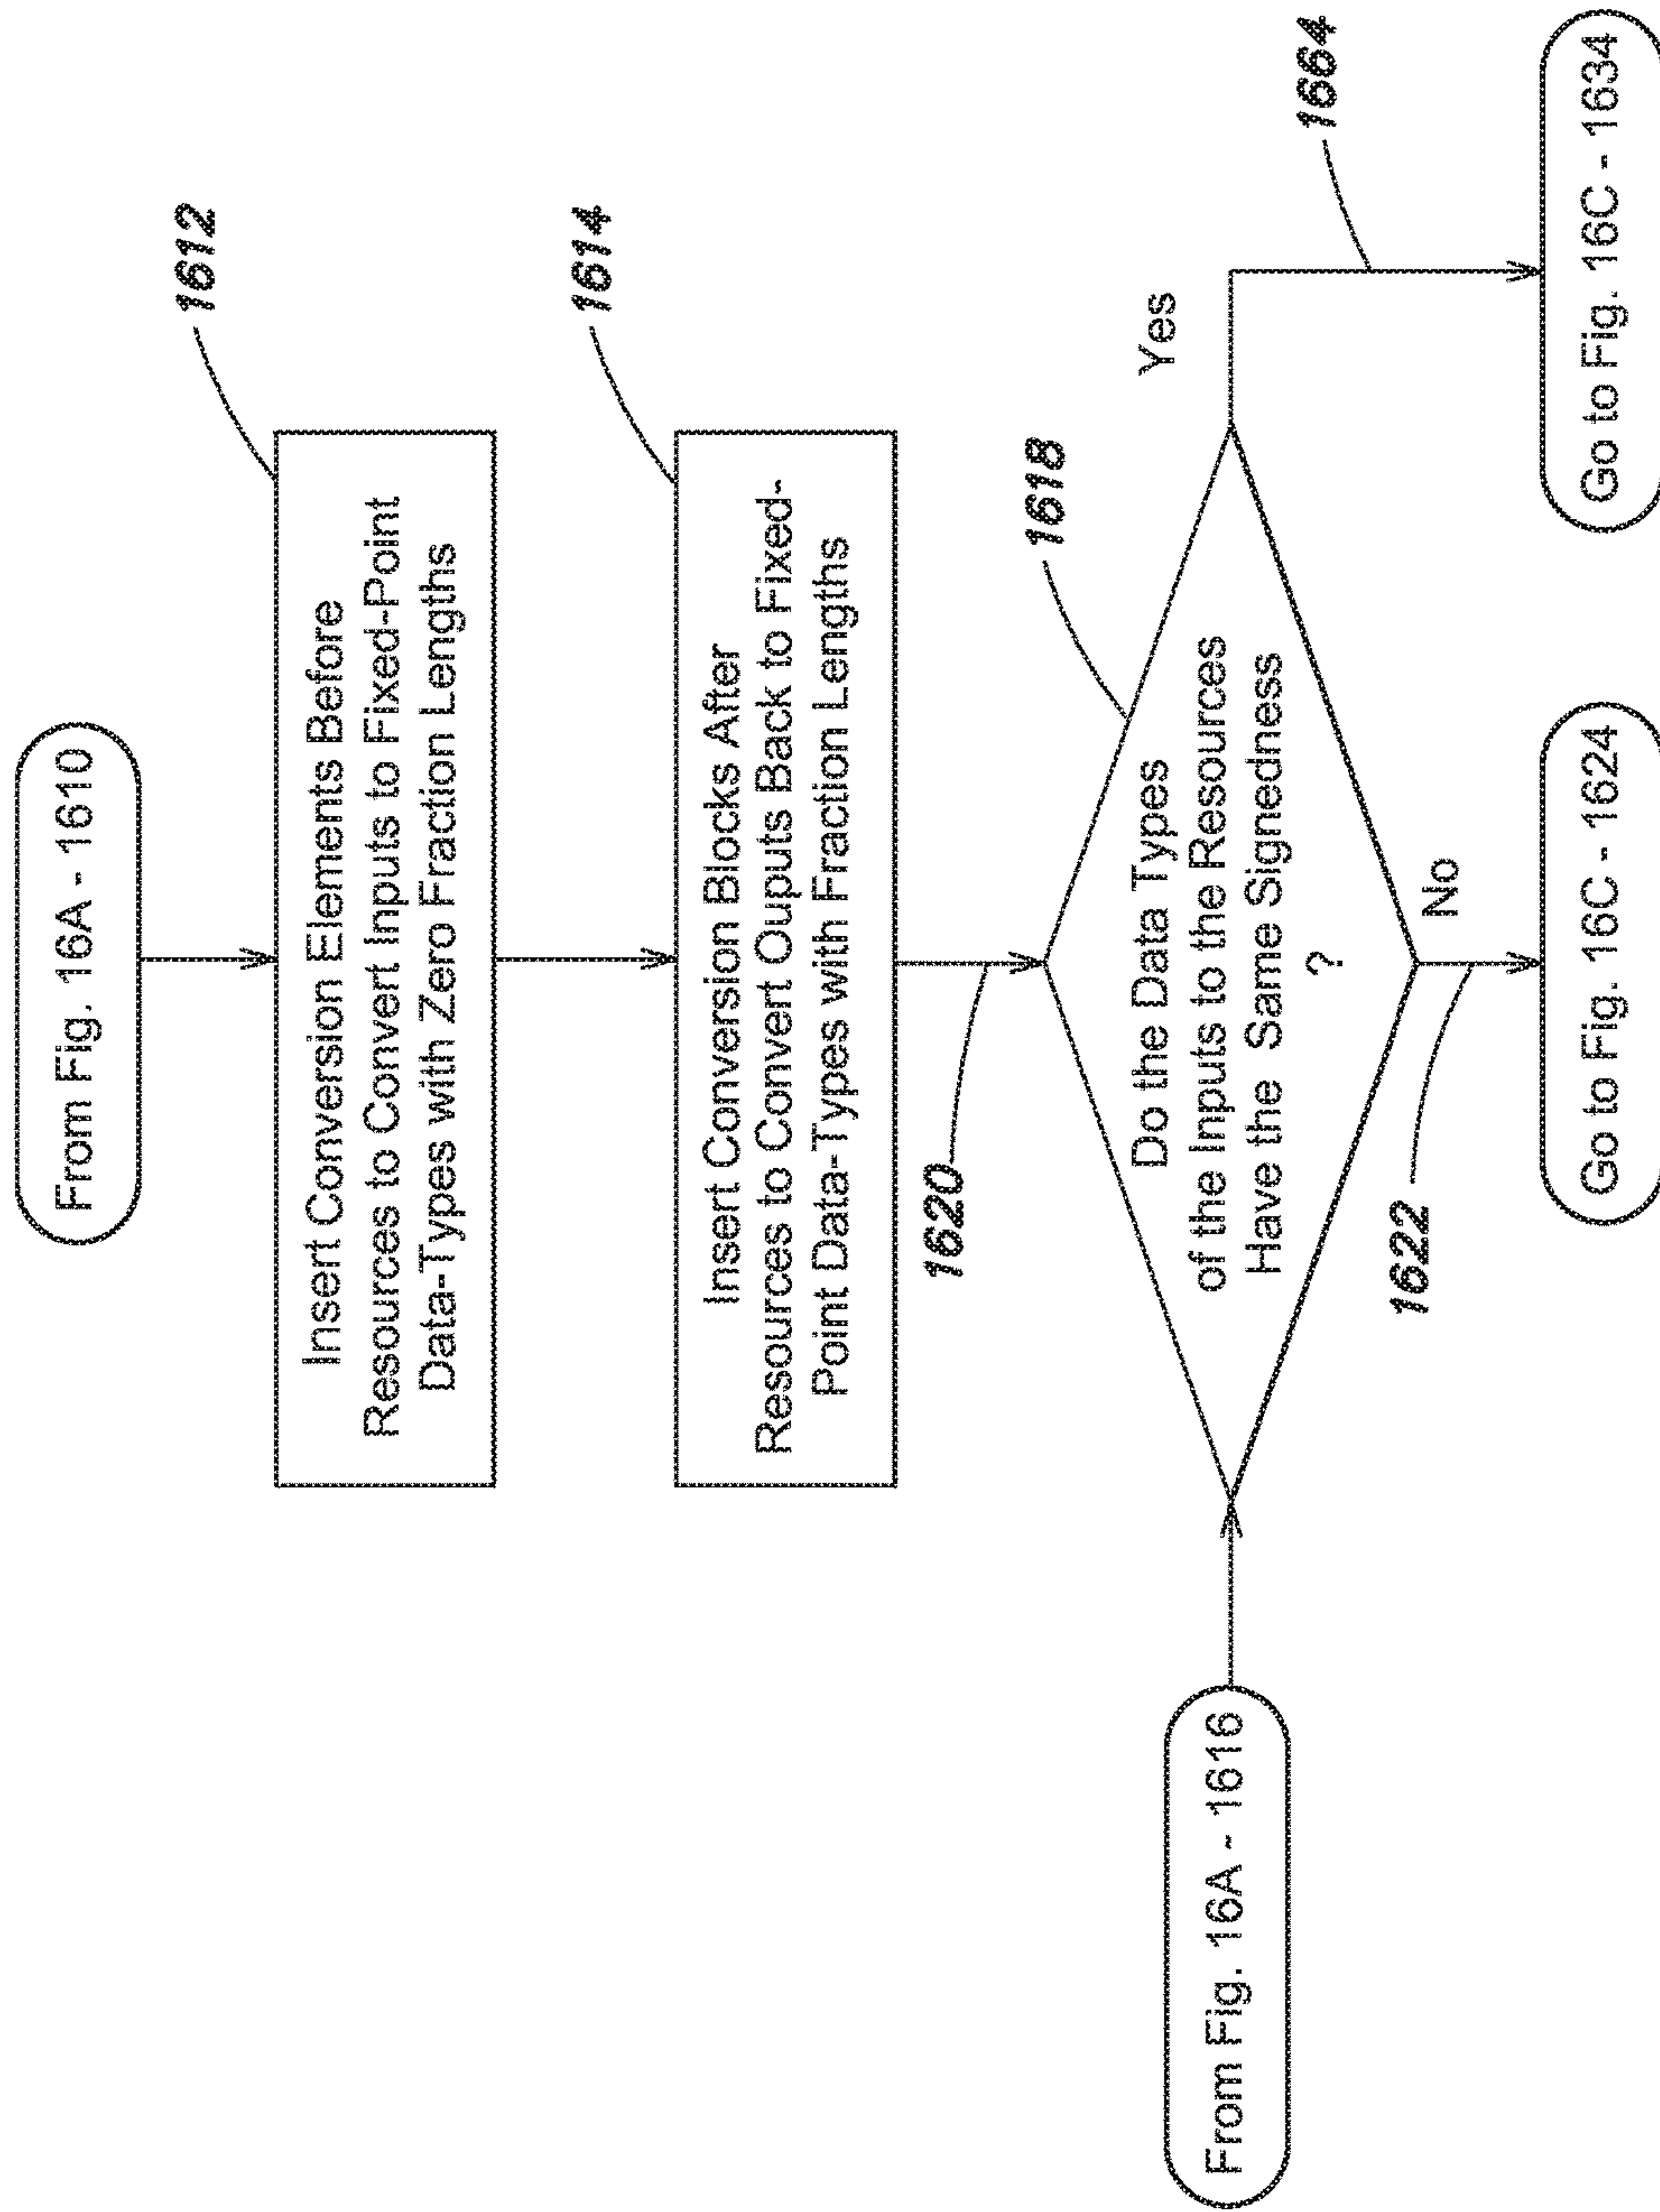 From Fig. 16A - 1610
1612
Insert Conversion Elements Before
Resources to Convert Inputs to Fixed-Point
Data-Types with Zero Fraction Lengths
1614
Insert Conversion Blocks After
Resources to Convert Ouputs Back to Fixed-
Point Data-Types with Fraction Lengths
1620
1618
From Fig. 16A - 1616
Do the Data Types
of the Inputs to the Resources
Have the Same Signedness
?
Yes
1664
No
1622
Go to Fig. 16C - 1624
Go to Fig. 16C - 1634